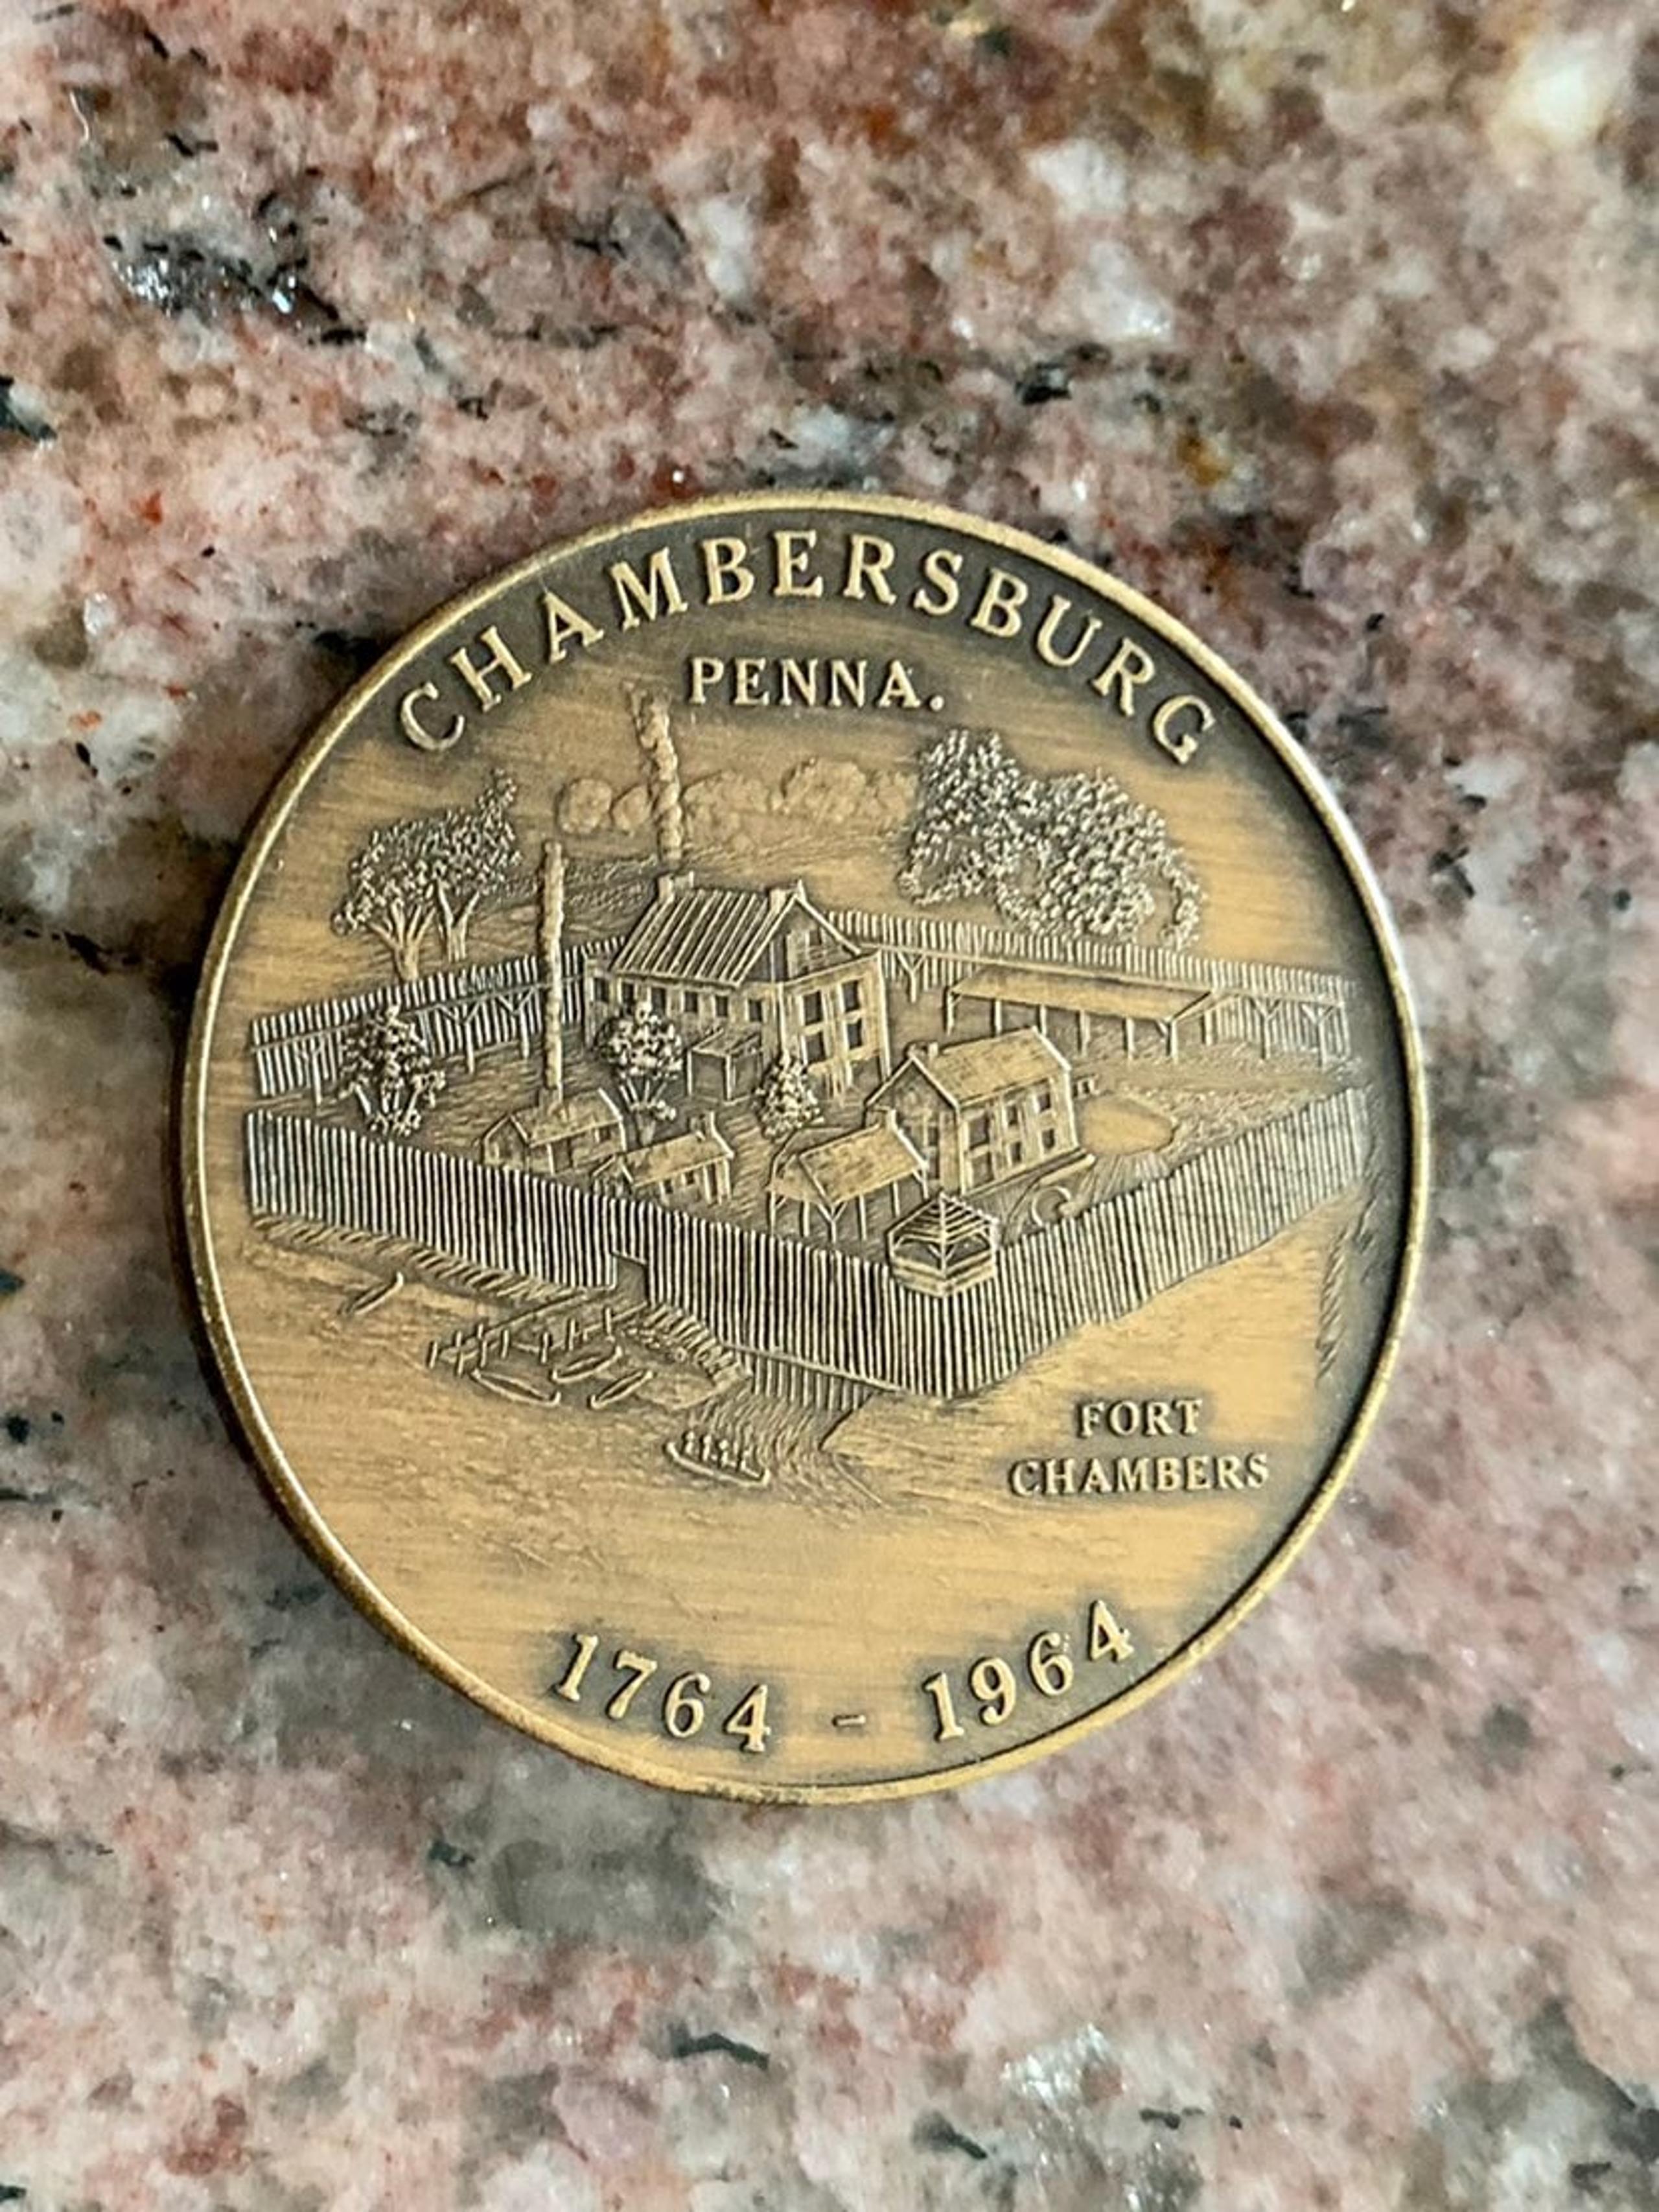 CHAMBERSBURG
PENNA.
FORT
CHAMBERS
1764 - 1964